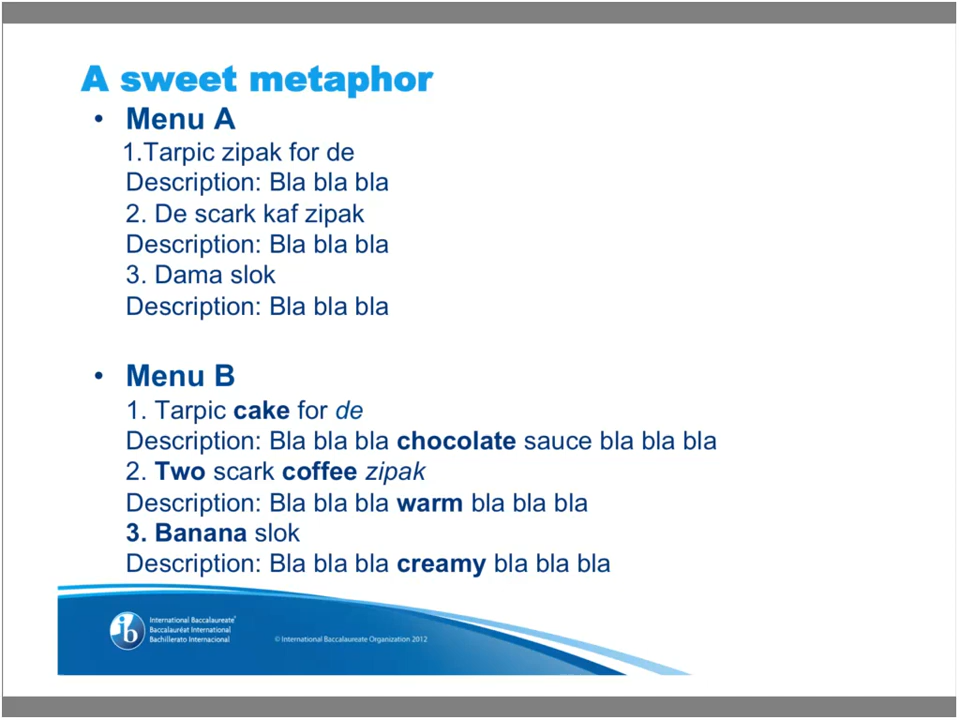 A sweet metaphor
• Menu A
1.Tarpic zipak for de
Description: Bla bla bla
2. De scark kaf zipak
Description: Bla bla bla
3. Dama slok
Description: Bla bla bla
• Menu B
1. Tarpic cake for de
Description: Bla bla bla chocolate sauce bla bla bla
2. Two scark coffee zipak
Description: Bla bla bla warm bla bla bla
3. Banana slok
Description: Bla bla bla creamy bla bla bla
ib
International Baccalaureate®
Baccalauréat International
Bachillerato Internacional
© International Baccalaureate Organization 2012